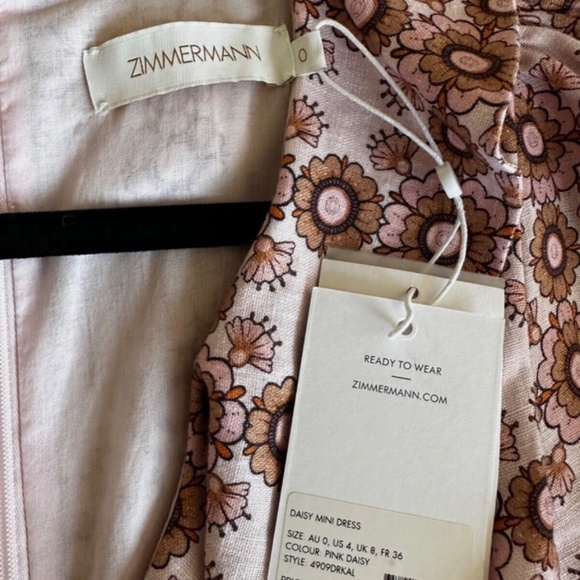 ZIMMERMANN
0
READY TO WEAR
ZIMMERMANN.COM
DAISY MINI DRESS
SIZE: AU 0, US 4, UK 8, FR 36
COLOUR: PINK DAISY
STYLE: 4909DRKAL